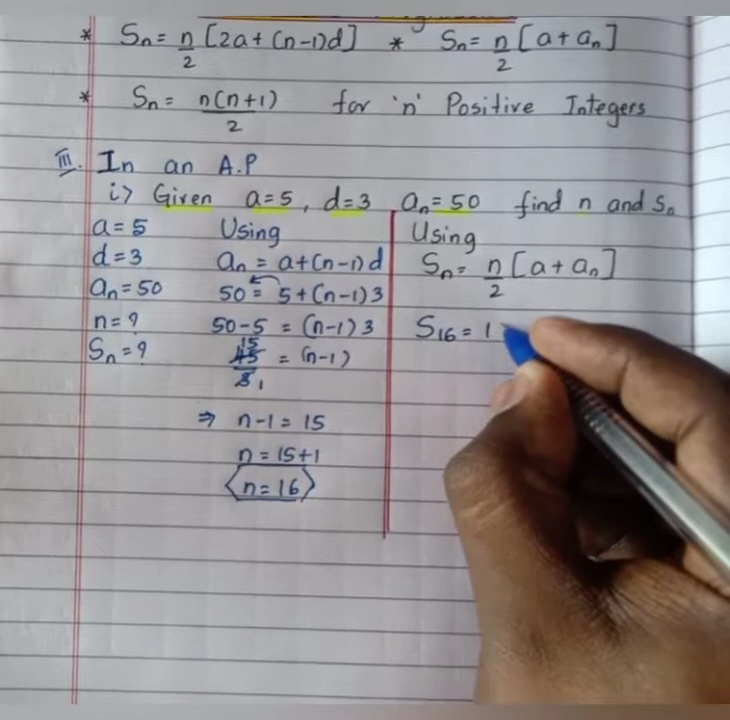 * Sn = n/2 [2a + (n-1)d] * Sn = n/2 [a + an]
* Sn = n(n+1)/2 for 'n' Positive Integers
III. In an A.P
i> Given a=5, d=3 an = 50 find n and Sn
a = 5
d = 3
an = 50
n = ?
Sn = ?
Using
an = a + (n-1) d
50 = 5 + (n-1) 3
50-5 = (n-1) 3
15
45/3 1 = (n-1)
⇒ n-1 = 15
n = 15+1
n = 16
Using
Sn = n/2 [a + an]
S16 = 1